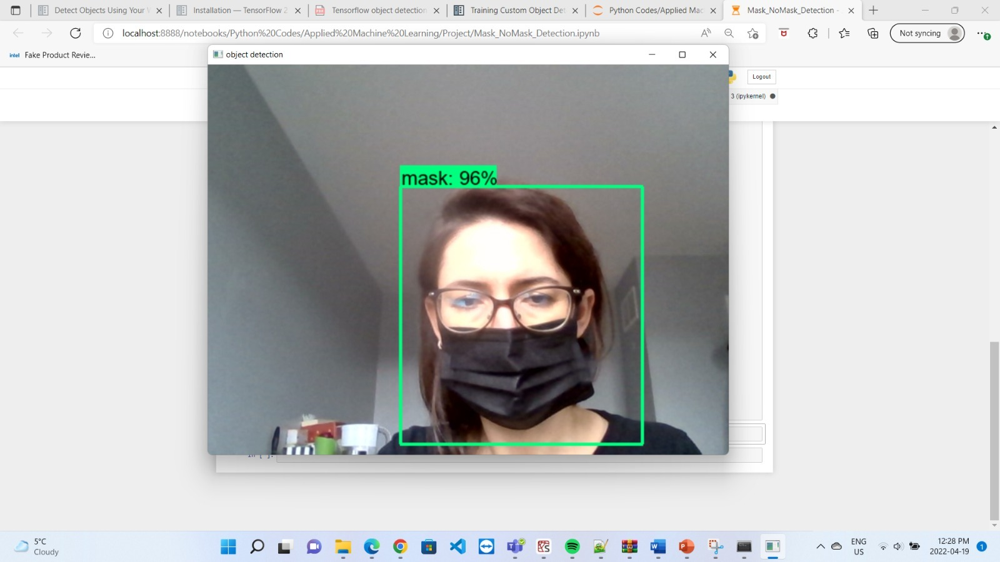 Detect Objects Using Your
Installation — TensorFlow 2
Tensorflow object detection
Training Custom Object Det
Python Codes/Applied Mac
Mask_NoMask_Detection -
localhost:8888/notebooks/Python%20Codes/Applied%20Machine%20Learning/Project/Mask_NoMask_Detection.ipynb
Not syncing
intel Fake Product Revie...
object detection
Logout
3 (ipykernel)
mask: 96%
In [ ]:
5°C
Cloudy
ENG
US
12:28 PM
2022-04-19
1